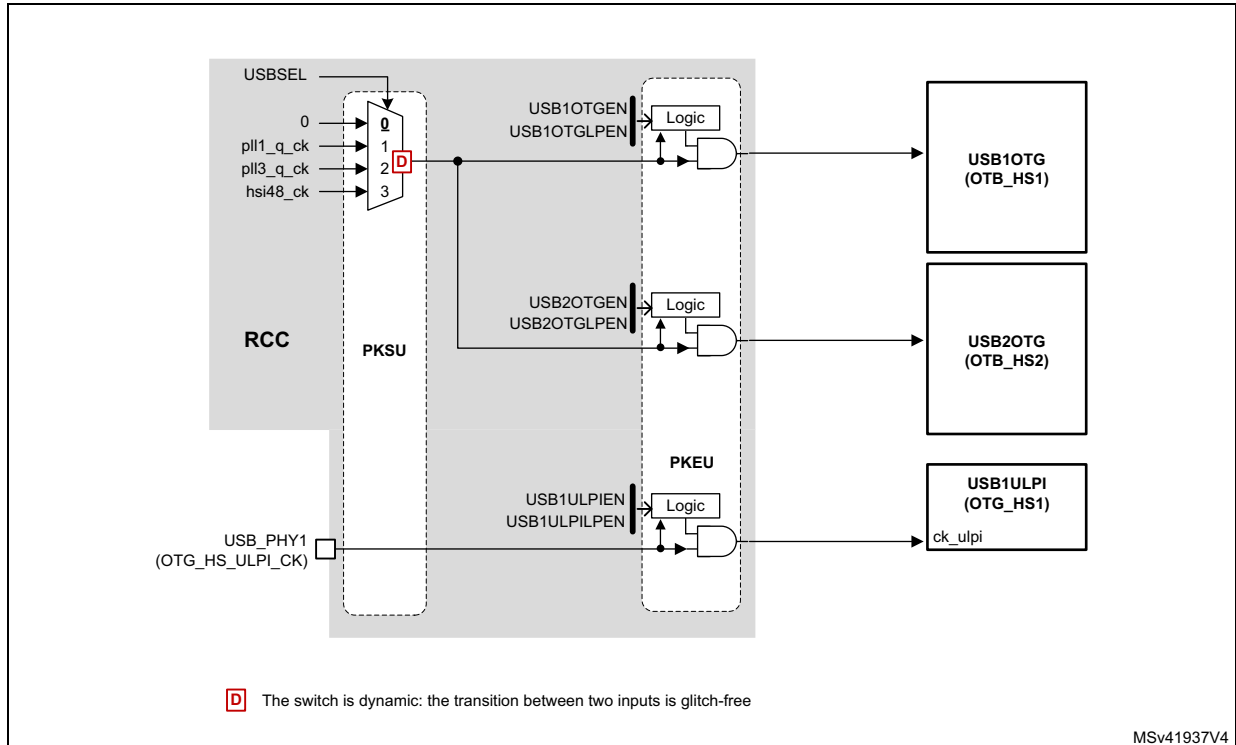 USBSEL
0
pll1_q_ck
pll3_q_ck
hsi48_ck
0
1
2
3
D
USB1OTGEN
USB1OTGLPEN
Logic
USB1OTG
(OTB_HS1)
RCC
PKSU
USB2OTGEN
USB2OTGLPEN
Logic
USB2OTG
(OTB_HS2)
PKEU
USB1ULPIEN
USB1ULPILPEN
Logic
USB1ULPI
(OTG_HS1)
ck_ulpi
USB_PHY1
(OTG_HS_ULPI_CK)
D The switch is dynamic: the transition between two inputs is glitch-free
MSv41937V4